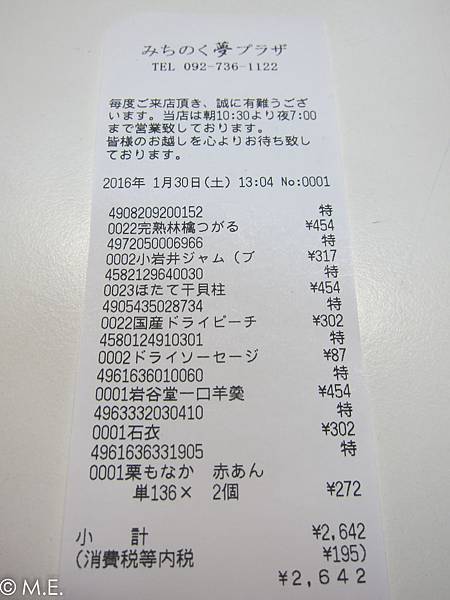 みちのく夢プラザ
TEL 092-736-1122
毎度ご来店頂き、誠に有難うござ
います。当店は朝10:30より夜7:00
まで営業致しております。
皆様のお越しを心よりお待ち致し
ております。
2016年 1月30日(土) 13:04 No:0001
4908209200152 特
0022完熟林檎つがる ¥454
4972050006966 特
0002小岩井ジャム(ブ ¥317
4582129640030 特
0023ほたて干貝柱 ¥454
4905435028734 特
0022国産ドライピーチ ¥302
4580124910301 特
0002ドライソーセージ ¥87
4961636010060 特
0001岩谷堂一口羊羹 ¥454
4963332030410 特
0001石衣 ¥302
4961636331905 特
0001栗もなか 赤あん
単136× 2個 ¥272
小 計 ¥2,642
(消費税等内税 ¥195)
¥2,642
© M.E.